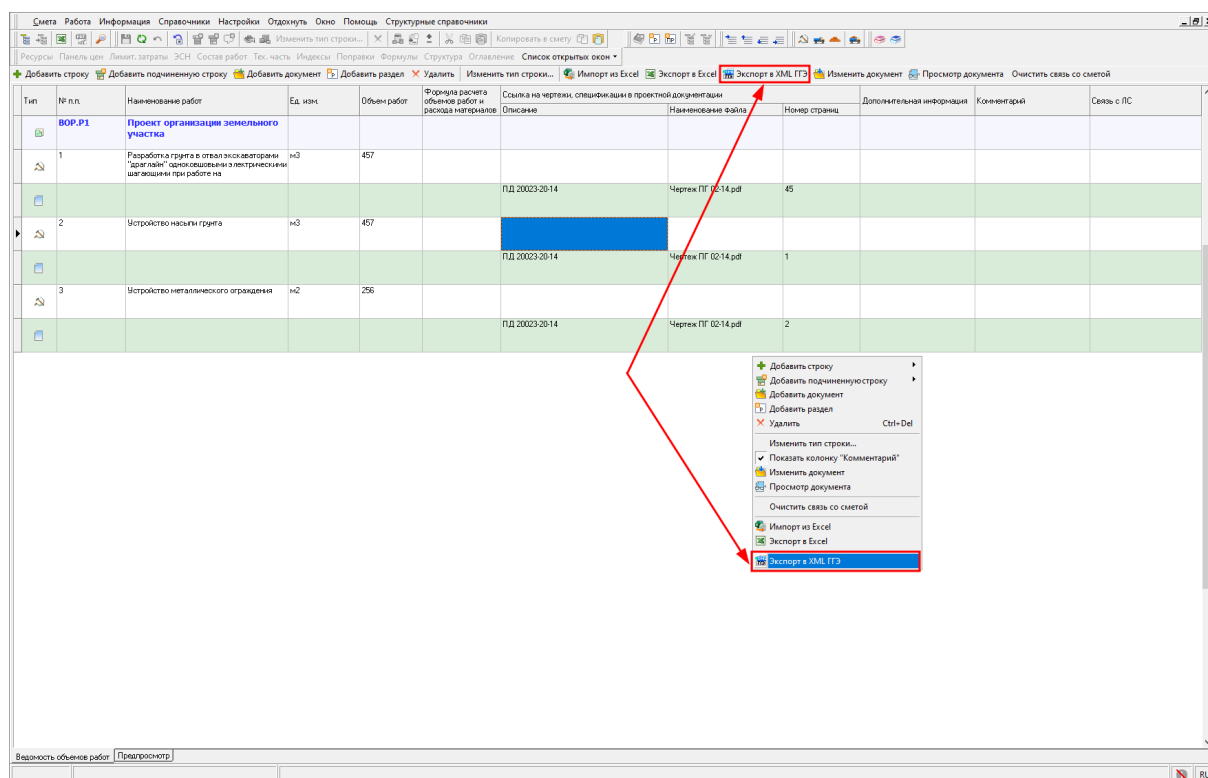 Смета Работа Информация Справочники Настройки Отдохнуть Окно Помощь Структурные справочники
Изменить тип строки... Копировать в смету
Ресурсы Панель цен Лимит. затраты ЭСН Состав работ Тех. часть Индексы Поправки Формулы Структура Оглавление Список открытых окон
Добавить строку Добавить подчиненную строку Добавить документ Добавить раздел Удалить Изменить тип строки... Импорт из Excel Экспорт в Excel Экспорт в XML ГГЭ Изменить документ Просмотр документа Очистить связь со сметой
Тип № п.п. Наименование работ Ед. изм. Объем работ Формула расчета объемов работ и расхода материалов Ссылка на чертежи, спецификации в проектной документации Дополнительная информация Комментарий Связь с ЛС
Описание Наименование файла Номер страниц
ВОР.Р1 Проект организации земельного
участка
1 Разработка грунта в отвал экскаваторами м3 457
"драглайн" одноковшовыми электрическими
шагающими при работе на
ПД 20023-20-14 Чертеж ПГ 02-14.pdf 45
2 Устройство насыпи грунта м3 457
ПД 20023-20-14 Чертеж ПГ 02-14.pdf 1
3 Устройство металлического ограждения м2 256
ПД 20023-20-14 Чертеж ПГ 02-14.pdf 2
Добавить строку
Добавить подчиненную строку
Добавить документ
Добавить раздел
Удалить Ctrl+Del
Изменить тип строки...
Показать колонку "Комментарий"
Изменить документ
Просмотр документа
Очистить связь со сметой
Импорт из Excel
Экспорт в Excel
Экспорт в XML ГГЭ
Ведомость объемов работ Предпросмотр
RU